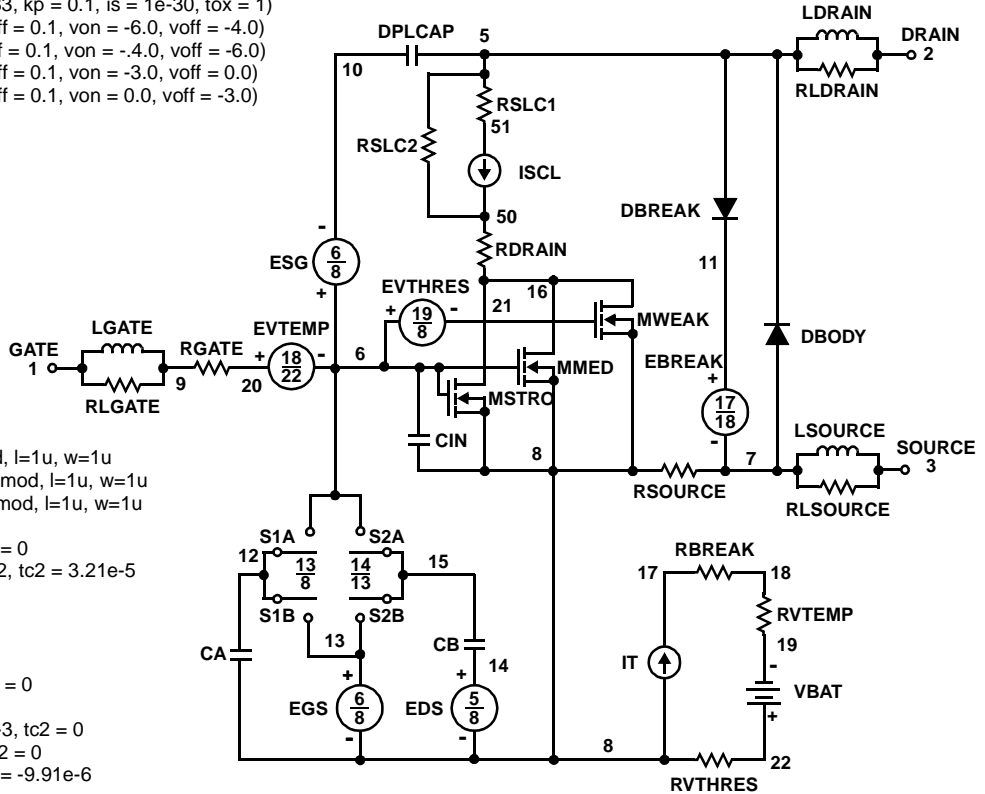 3, kp = 0.1, is = 1e-30, tox = 1)
ff = 0.1, von = -6.0, voff = -4.0)
f = 0.1, von = -.4.0, voff = -6.0)
ff = 0.1, von = -3.0, voff = 0.0)
ff = 0.1, von = 0.0, voff = -3.0)
LDRAIN
DPLCAP 5 DRAIN
10 2
RLDRAIN
RSLC1
51
RSLC2
ISCL
50
DBREAK
- RDRAIN
ESG 6/8 11
+ EVTHRES 16
+ 19/8 - 21
MWEAK
LGATE EVTEMP DBODY
GATE RGATE + 18/22 - 6 MMED EBREAK
1 9 20 +
RLGATE MSTRO 17/18
-
CIN LSOURCE
8 7 SOURCE
3
RSOURCE
RLSOURCE
, l=1u, w=1u
mod, l=1u, w=1u
mod, l=1u, w=1u
= 0
2, tc2 = 3.21e-5
S1A S2A RBREAK
12 13/8 14/13 15 17 18
S1B S2B RVTEMP
13 CB 19
CA 14 IT -
+ + VBAT
EGS 6/8 EDS 5/8 +
- - 8 22
RVTHRES
= 0
-3, tc2 = 0
2 = 0
= -9.91e-6